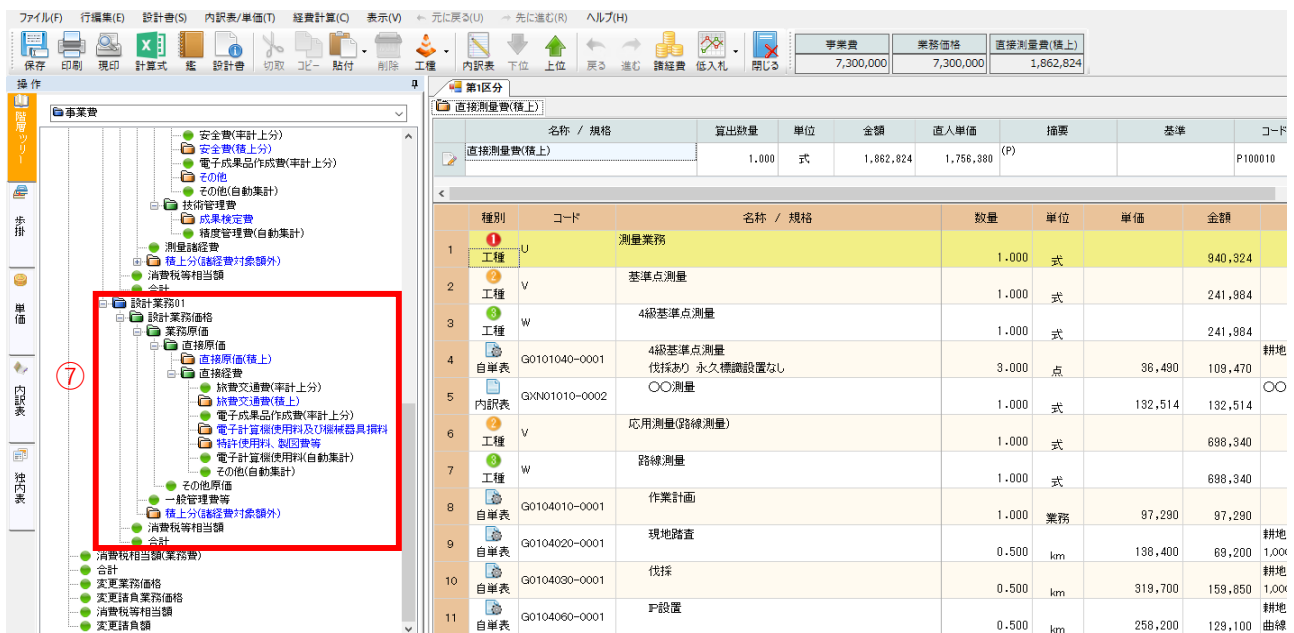 ファイル(F) 行編集(E) 設計書(S) 内訳表/単価(T) 経費計算(C) 表示(V) ← 元に戻る(U) → 先に進む(R) ヘルプ(H)
保存 印刷 現印 計算式 鑑 設計書 切取 コピー 貼付 削除 工種 内訳表 下位 上位 戻る 進む 諸経費 低入札 閉じる
事業費 業務価格 直接測量費(積上)
7,300,000 7,300,000 1,862,824
操作
階層ツリー
歩掛
単価
内訳表
独内表
事業費
安全費(率計上分)
安全費(積上分)
電子成果品作成費(率計上分)
その他
その他(自動集計)
技術管理費
成果検定費
精度管理費(自動集計)
測量諸経費
積上分(諸経費対象額外)
消費税等相当額
合計
⑦
設計業務01
設計業務価格
業務原価
直接原価
直接原価(積上)
直接経費
旅費交通費(率計上分)
旅費交通費(積上)
電子成果品作成費(率計上分)
電子計算機使用料及び機械器具損料
特許使用料、製図費等
電子計算機使用料(自動集計)
その他(自動集計)
その他原価
一般管理費等
積上分(諸経費対象額外)
消費税等相当額
合計
消費税相当額(業務費)
合計
変更業務価格
変更請負業務価格
消費税等相当額
変更請負額
第1区分
直接測量費(積上)
名称 / 規格 算出数量 単位 金額 直人単価 摘要 基準 コード
直接測量費(積上) 1.000 式 1,862,824 1,756,380 (P) P100010
種別 コード 名称 / 規格 数量 単位 単価 金額
1 ① 工種 U 測量業務 1.000 式 940,324
2 ② 工種 V 基準点測量 1.000 式 241,984
3 ③ 工種 W 4級基準点測量 1.000 式 241,984
4 自単表 G0101040-0001 4級基準点測量 耕地
伐採あり 永久標識設置なし 3.000 点 36,490 109,470
5 内訳表 GXN01010-0002 〇〇測量 1.000 式 132,514 132,514 〇〇
6 ② 工種 V 応用測量(路線測量) 1.000 式 698,340
7 ③ 工種 W 路線測量 1.000 式 698,340
8 自単表 G0104010-0001 作業計画 1.000 業務 97,290 97,290
9 自単表 G0104020-0001 現地踏査 0.500 km 138,400 69,200 耕地
10 自単表 G0104030-0001 伐採 0.500 km 319,700 159,850 耕地
11 自単表 G0104060-0001 IP設置 0.500 km 258,200 129,100 耕地
曲線